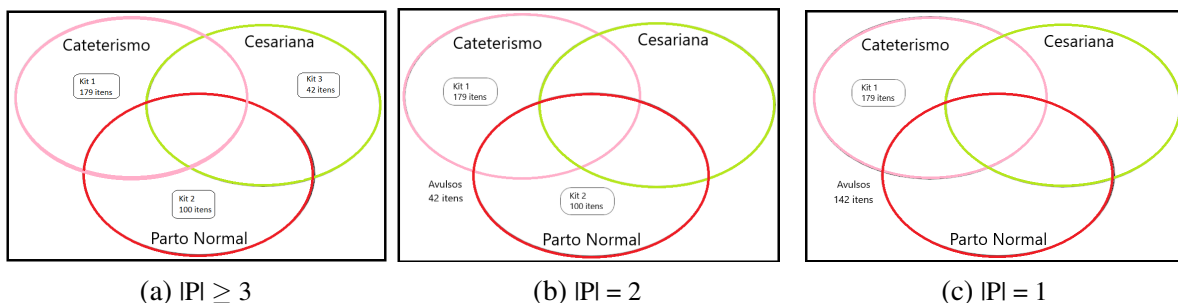 Cateterismo
Cesariana
Kit 1
179 itens
Kit 3
42 itens
Kit 2
100 itens
Parto Normal
(a) |P| ≥ 3
Cateterismo
Cesariana
Kit 1
179 itens
Avulsos
42 itens
Kit 2
100 itens
Parto Normal
(b) |P| = 2
Cateterismo
Cesariana
Kit 1
179 itens
Avulsos
142 itens
Parto Normal
(c) |P| = 1